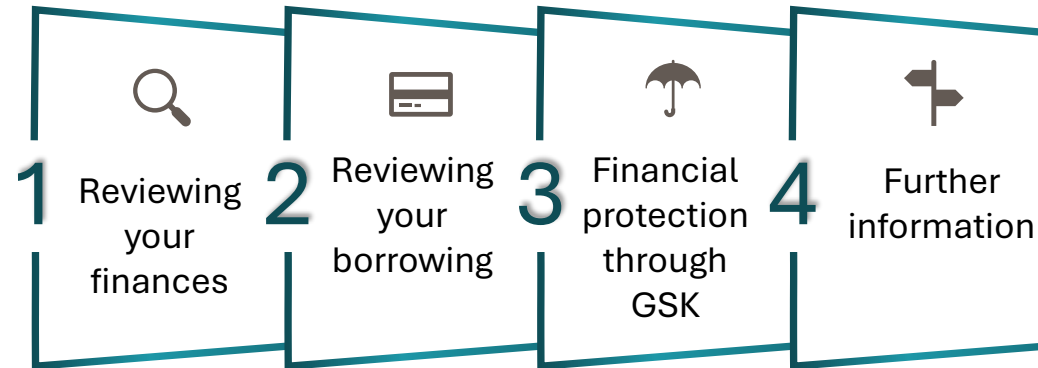 1
Reviewing
your
finances
2
Reviewing
your
borrowing
3
Financial
protection
through
GSK
4
Further
information